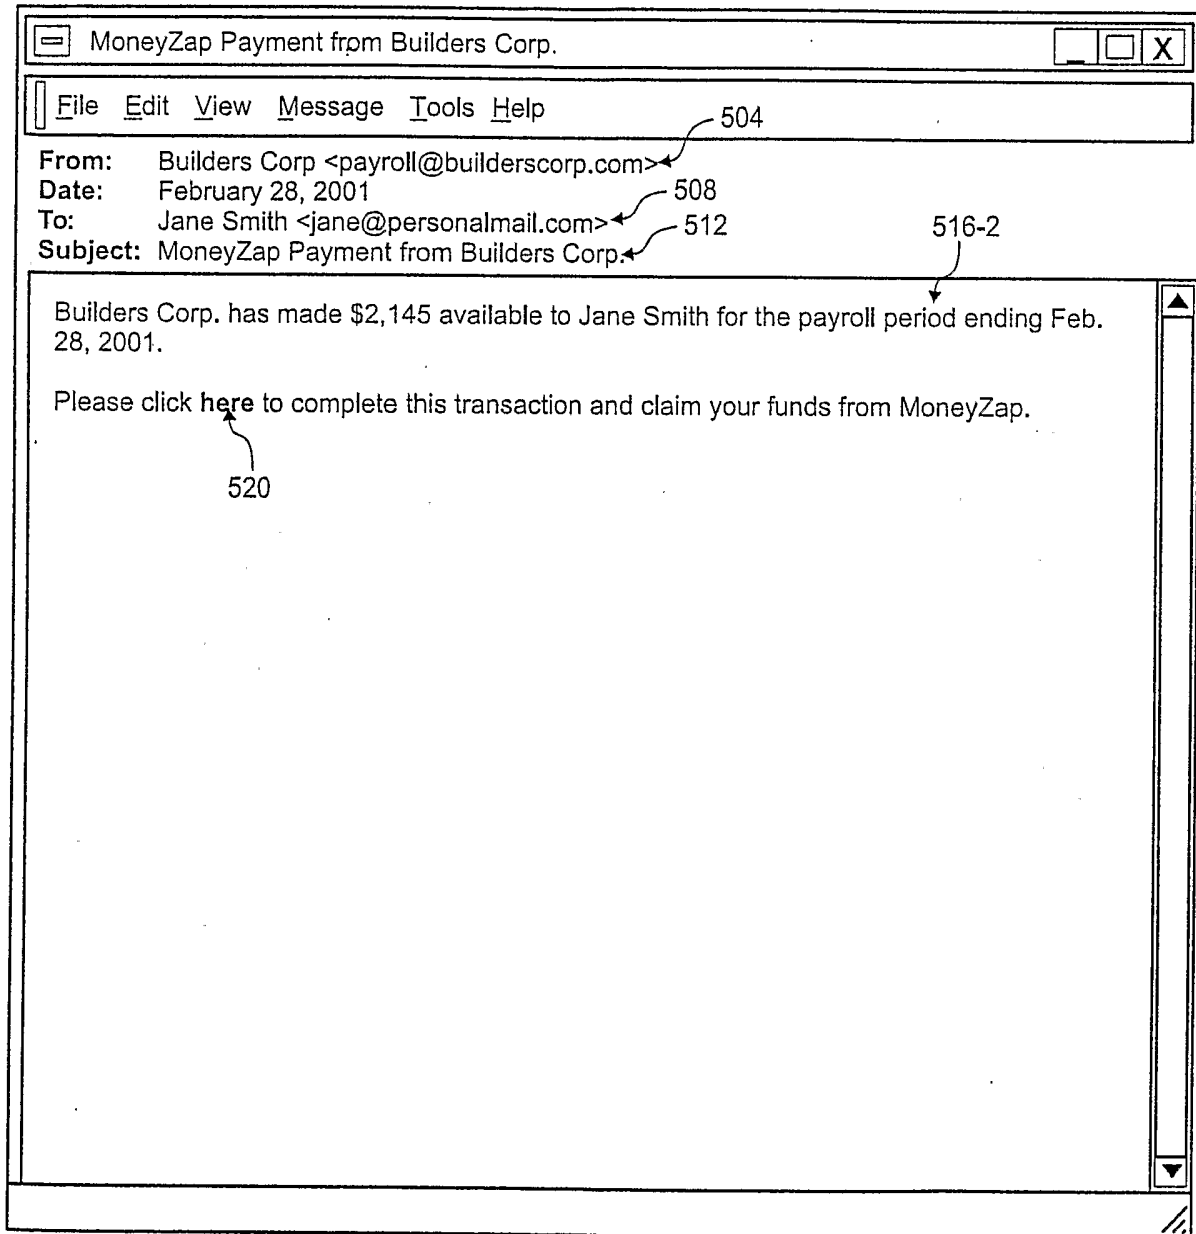 MoneyZap Payment from Builders Corp.
_ □ X
File Edit View Message Tools Help
504
From: Builders Corp <payroll@builderscorp.com>
Date: February 28, 2001
508
To: Jane Smith <jane@personalmail.com>
512
516-2
Subject: MoneyZap Payment from Builders Corp.
Builders Corp. has made $2,145 available to Jane Smith for the payroll period ending Feb.
28, 2001.
Please click here to complete this transaction and claim your funds from MoneyZap.
520